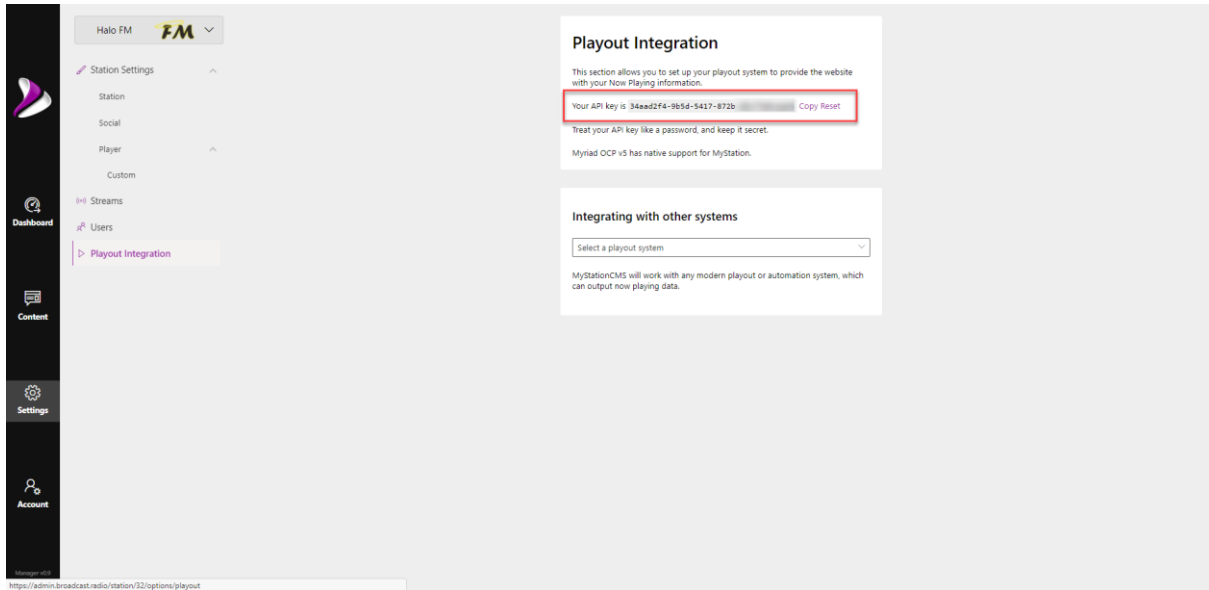 Halo FM FM
Station Settings
Station
Social
Player
Custom
Streams
Users
Playout Integration
Dashboard
Content
Settings
Account
Manager v0.9
https://admin.broadcast.radio/station/32/options/playout
Playout Integration
This section allows you to set up your playout system to provide the website
with your Now Playing information.
Your API key is 34aad2f4-9b5d-5417-872b Copy Reset
Treat your API key like a password, and keep it secret.
Myriad OCP v5 has native support for MyStation.
Integrating with other systems
Select a playout system
MyStationCMS will work with any modern playout or automation system, which
can output now playing data.